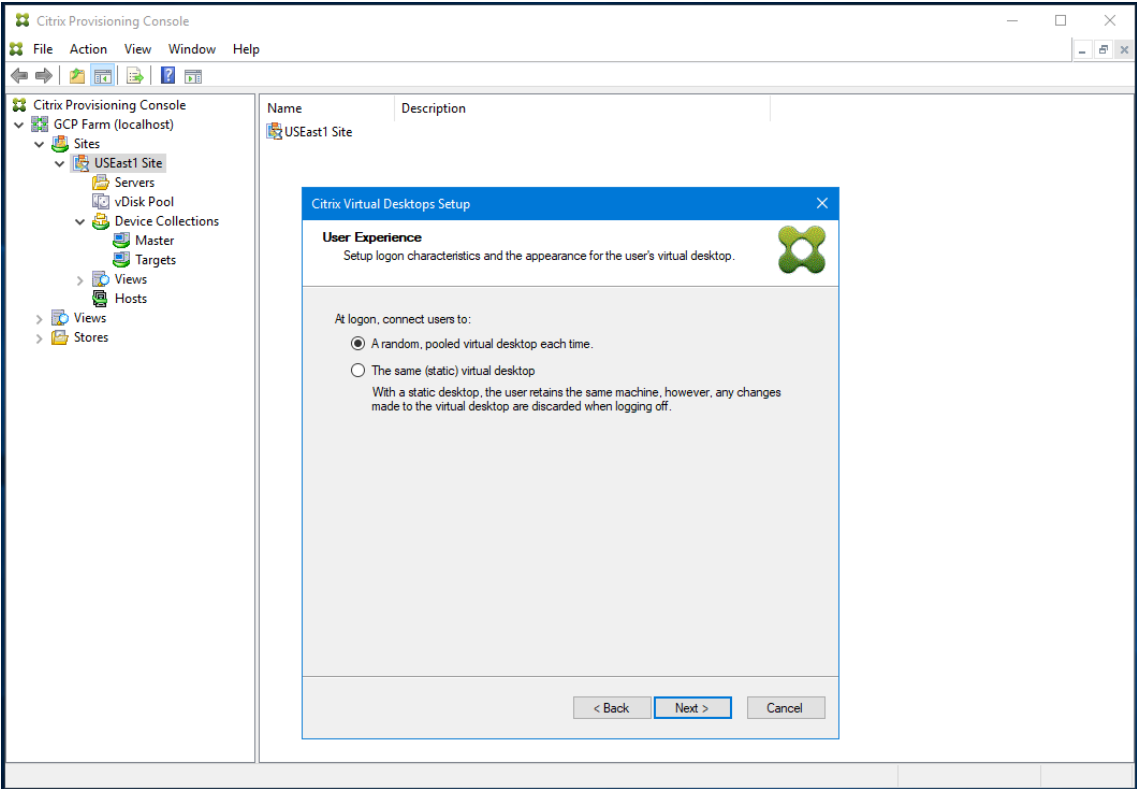 Citrix Provisioning Console
File Action View Window Help
Citrix Provisioning Console
GCP Farm (localhost)
Sites
USEast1 Site
Servers
vDisk Pool
Device Collections
Master
Targets
Views
Hosts
Views
Stores
Name Description
USEast1 Site
Citrix Virtual Desktops Setup
User Experience
Setup logon characteristics and the appearance for the user's virtual desktop.
At logon, connect users to:
A random, pooled virtual desktop each time.
The same (static) virtual desktop
With a static desktop, the user retains the same machine, however, any changes
made to the virtual desktop are discarded when logging off.
< Back Next > Cancel